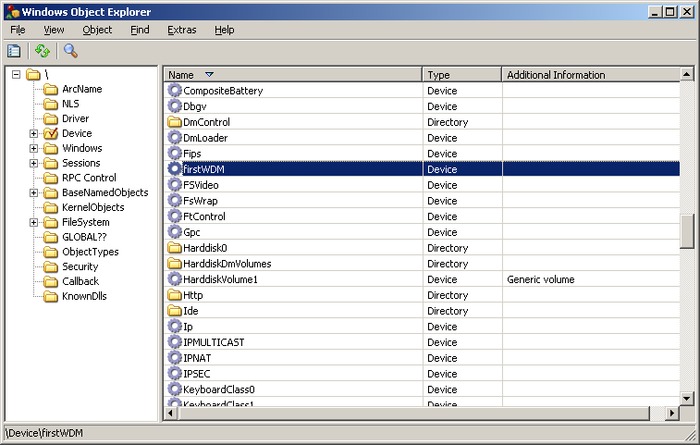 Windows Object Explorer
File View Object Find Extras Help
\
ArcName
NLS
Driver
Device
Windows
Sessions
RPC Control
BaseNamedObjects
KernelObjects
FileSystem
GLOBAL??
ObjectTypes
Security
Callback
KnownDlls
Name Type Additional Information
CompositeBattery Device
Dbgv Device
DmControl Directory
DmLoader Device
Fips Device
firstWDM Device
FSVideo Device
FsWrap Device
FtControl Device
Gpc Device
Harddisk0 Directory
HarddiskDmVolumes Directory
HarddiskVolume1 Device Generic volume
Http Directory
Ide Directory
Ip Device
IPMULTICAST Device
IPNAT Device
IPSEC Device
KeyboardClass0 Device
KeyboardClass1 Device
\Device\firstWDM